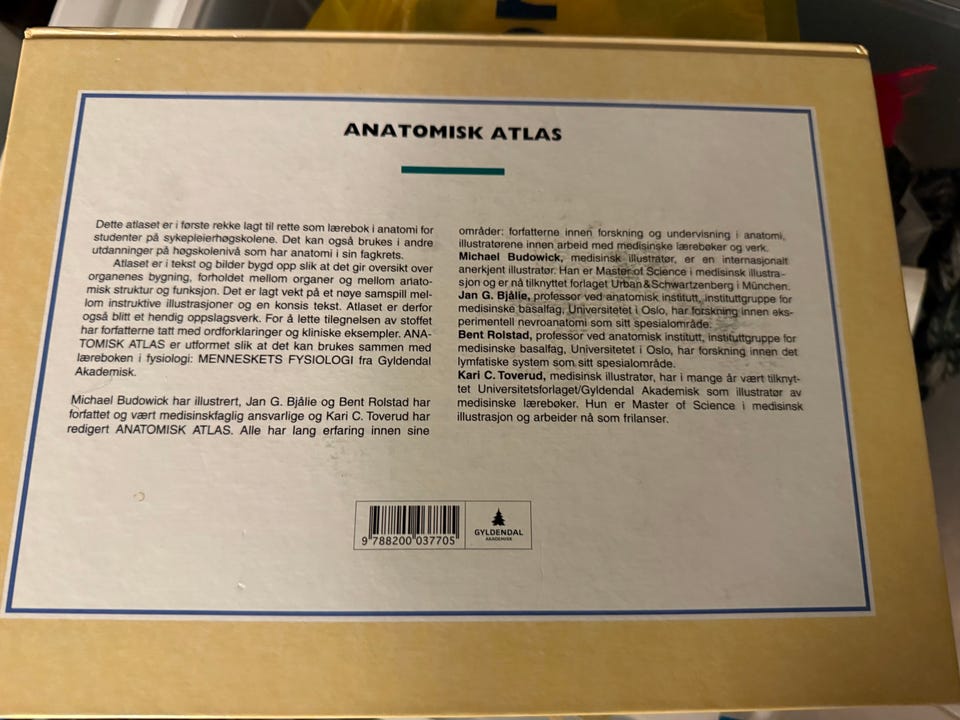 ANATOMISK ATLAS
Dette atlaset er i første rekke lagt til rette som lærebok i anatomi for
studenter på sykepleierhøgskolene. Det kan også brukes i andre
utdanninger på høgskolenivå som har anatomi i sin fagkrets.
Atlaset er i tekst og bilder bygd opp slik at det gir oversikt over
organenes bygning, forholdet mellom organer og mellom anato-
misk struktur og funksjon. Det er lagt vekt på et nøye samspill mel-
lom instruktive illustrasjoner og en konsis tekst. Atlaset er derfor
også blitt et hendig oppslagsverk. For å lette tilegnelsen av stoffet
har forfatterne tatt med ordforklaringer og kliniske eksempler. ANA-
TOMISK ATLAS er utformet slik at det kan brukes sammen med
læreboken i fysiologi: MENNESKETS FYSIOLOGI fra Gyldendal
Akademisk.
Michael Budowick har illustrert, Jan G. Bjålie og Bent Rolstad har
forfattet og vært medisinskfaglig ansvarlige og Kari C. Toverud har
redigert ANATOMISK ATLAS. Alle har lang erfaring innen sine
områder: forfatterne innen forskning og undervisning i anatomi,
illustratørene innen arbeid med medisinske lærebøker og verk.
Michael Budowick, medisinsk illustratør, er en internasjonalt
anerkjent illustratør. Han er Master of Science i medisinsk illustra-
sjon og er nå tilknyttet forlaget Urban & Schwartzenberg i München.
Jan G. Bjålie, professor ved anatomisk institutt, instituttgruppe for
medisinske basalfag, Universitetet i Oslo, har forskning innen eks-
perimentell nevroanatomi som sitt spesialområde.
Bent Rolstad, professor ved anatomisk institutt, instituttgruppe for
medisinske basalfag, Universitetet i Oslo, har forskning innen det
lymfatiske system som sitt spesialområde.
Kari C. Toverud, medisinsk illustratør, har i mange år vært tilknyt-
tet Universitetsforlaget/Gyldendal Akademisk som illustratør av
medisinske lærebøker. Hun er Master of Science i medisinsk
illustrasjon og arbeider nå som frilanser.
9 788200 037705
GYLDENDAL
AKADEMISK